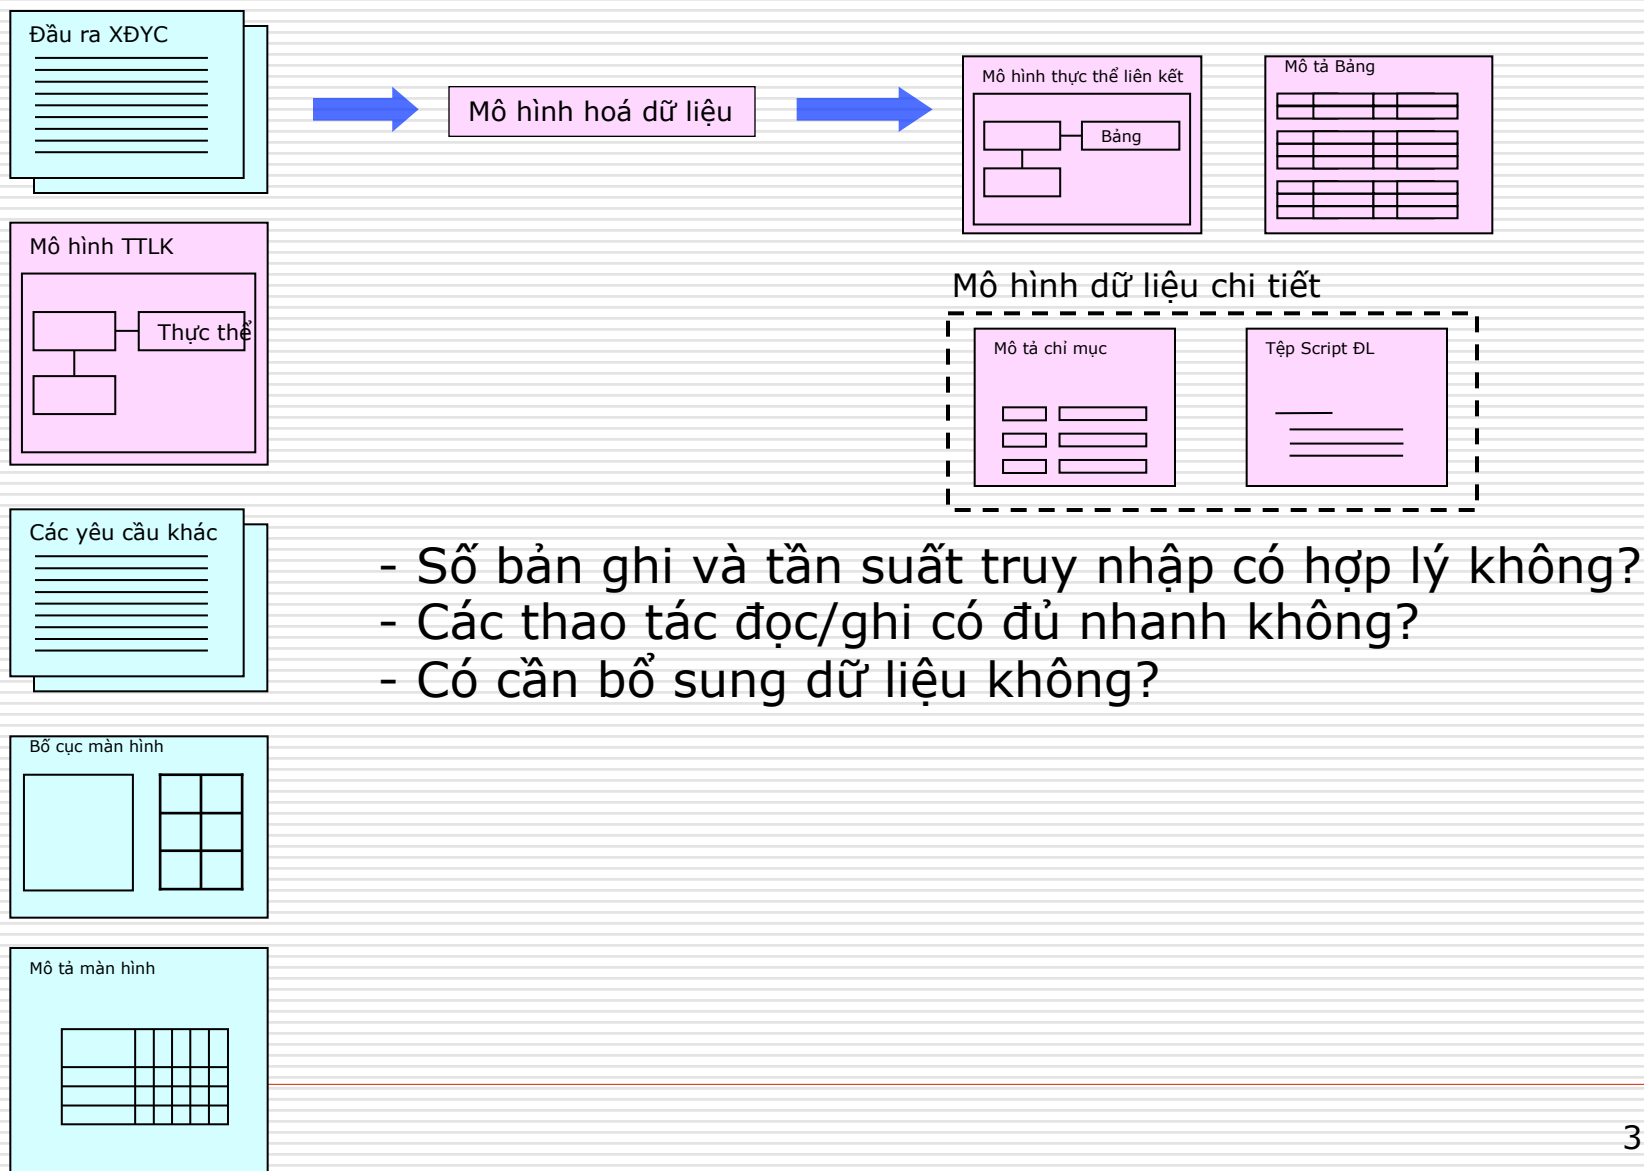 Đầu ra XĐYC
Mô hình hoá dữ liệu
Mô hình thực thể liên kết
Bảng
Mô tả Bảng
Mô hình TTLK
Thực thể
Mô hình dữ liệu chi tiết
Mô tả chỉ mục
Tệp Script ĐL
Các yêu cầu khác
- Số bản ghi và tần suất truy nhập có hợp lý không?
- Các thao tác đọc/ghi có đủ nhanh không?
- Có cần bổ sung dữ liệu không?
Bố cục màn hình
Mô tả màn hình
3